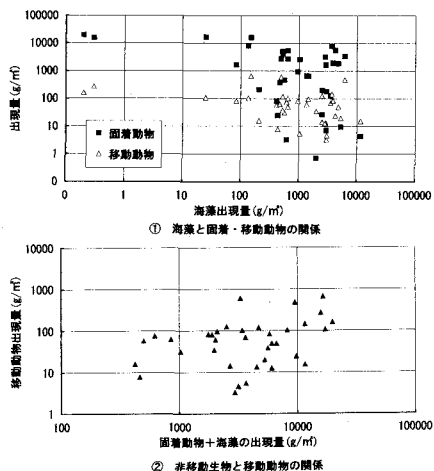 100000
10000
1000
100
10
1
0
出現量(g/㎡)
■ 固着動物
△ 移動動物
0 0 1 10 100 1000 10000 100000
海藻出現量(g/㎡)
① 海藻と固着・移動動物の関係
10000
1000
100
10
1
移動動物出現量(g/㎡)
100 1000 10000 100000
固着動物+海藻の出現量(g/㎡)
② 非移動生物と移動動物の関係